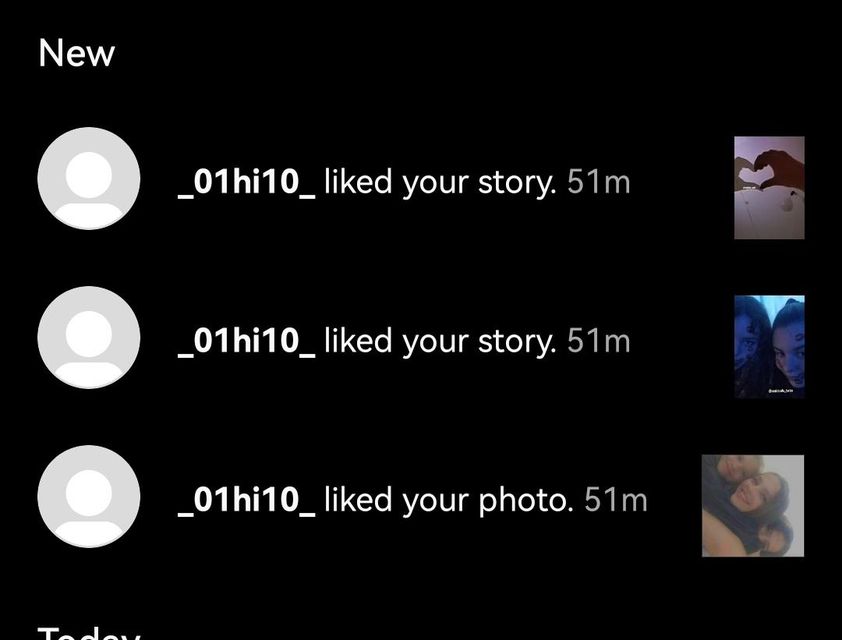 New
_01hi10_ liked your story. 51m
_01hi10_ liked your story. 51m
_01hi10_ liked your photo. 51m
Today